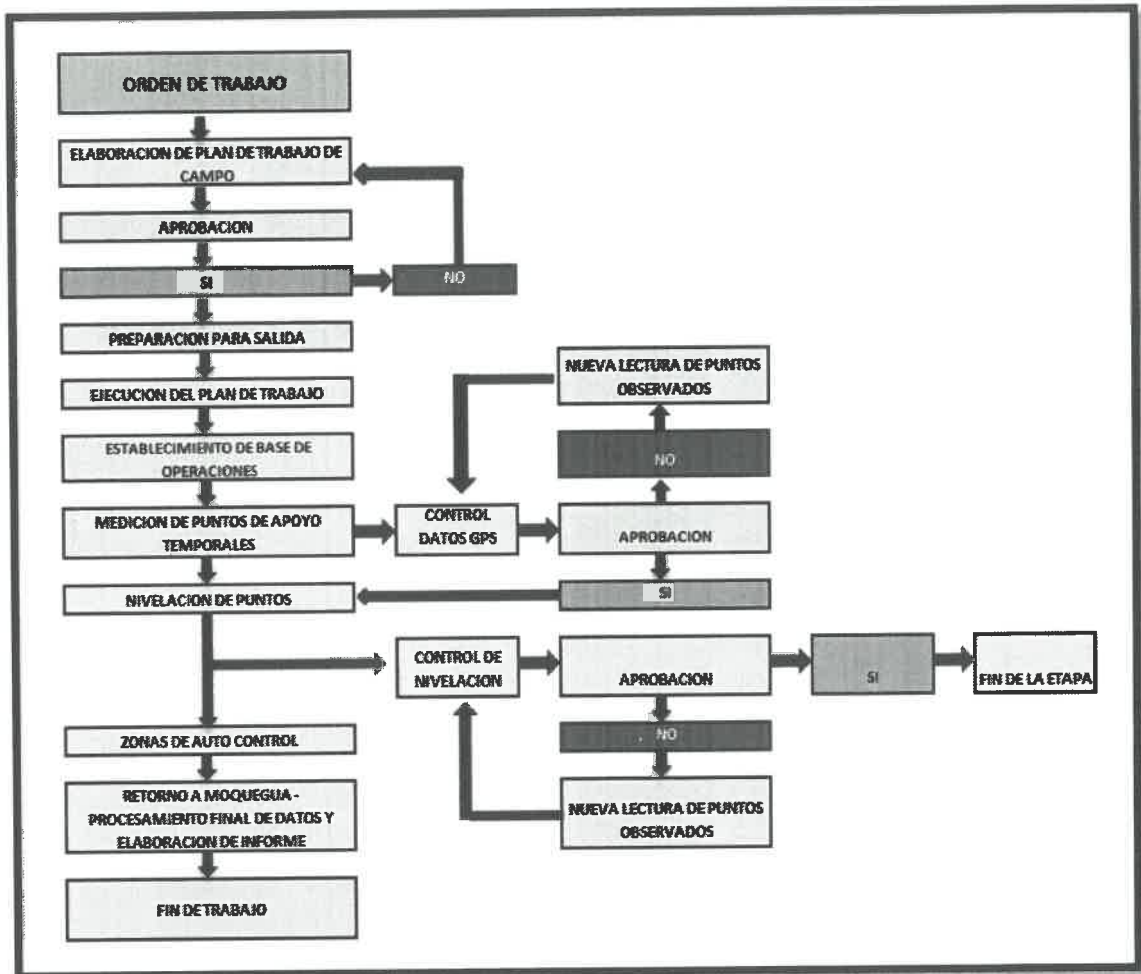 ORDEN DE TRABAJO
ELABORACION DE PLAN DE TRABAJO DE
CAMPO
APROBACION
SI
NO
PREPARACION PARA SALIDA
EJECUCION DEL PLAN DE TRABAJO
ESTABLECIMIENTO DE BASE DE
OPERACIONES
MEDICION DE PUNTOS DE APOYO
TEMPORALES
CONTROL
DATOS GPS
APROBACION
NO
NUEVA LECTURA DE PUNTOS
OBSERVADOS
SI
NIVELACION DE PUNTOS
CONTROL DE
NIVELACION
APROBACION
SI
FIN DE LA ETAPA
NO
NUEVA LECTURA DE PUNTOS
OBSERVADOS
ZONAS DE AUTO CONTROL
RETORNO A MOQUEGUA -
PROCESAMIENTO FINAL DE DATOS Y
ELABORACION DE INFORME
FIN DE TRABAJO